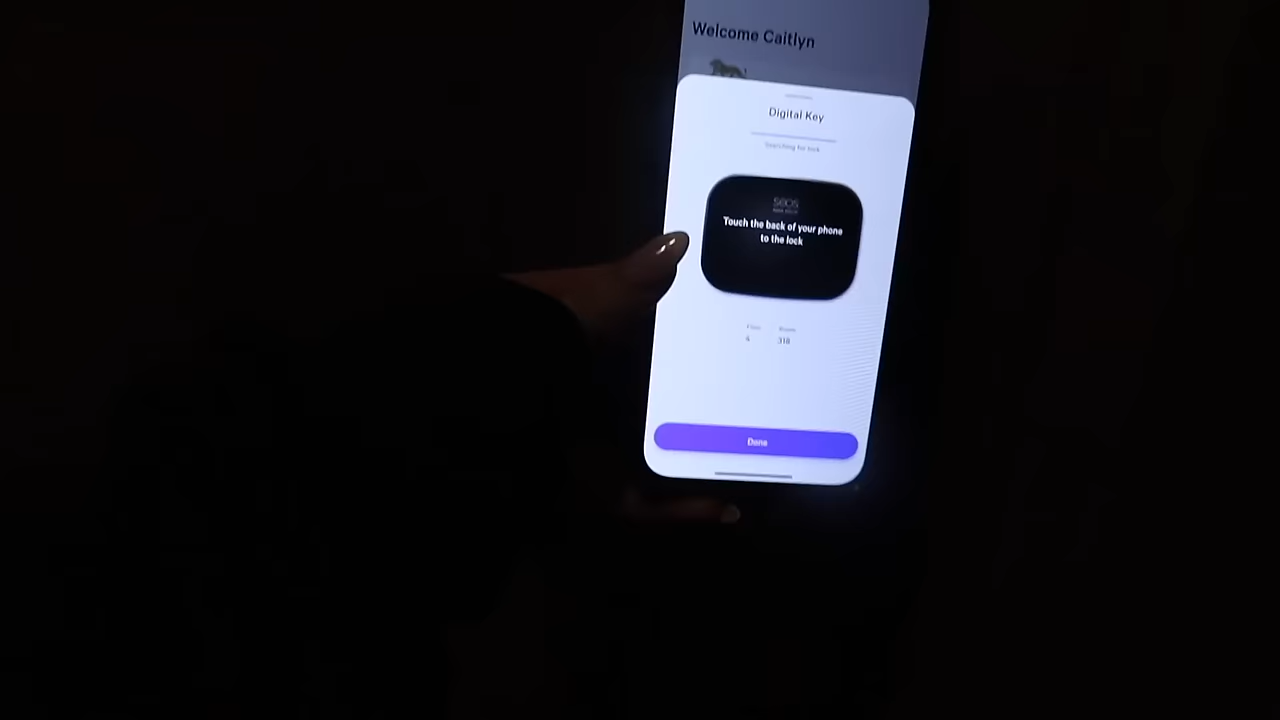 Welcome Caitlyn
Digital Key
Searching for lock
seos
Touch the back of your phone
to the lock
Floor Room
4 318
Done